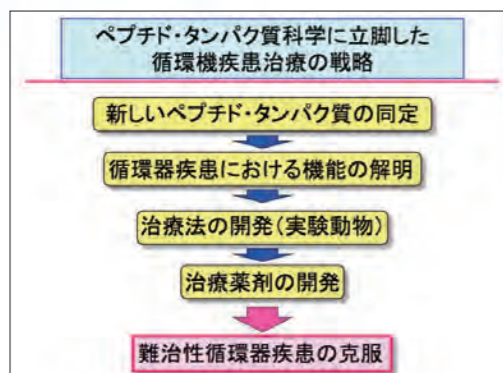 ペプチド・タンパク質科学に立脚した
循環機疾患治療の戦略
新しいペプチド・タンパク質の同定
循環器疾患における機能の解明
治療法の開発(実験動物)
治療薬剤の開発
難治性循環器疾患の克服